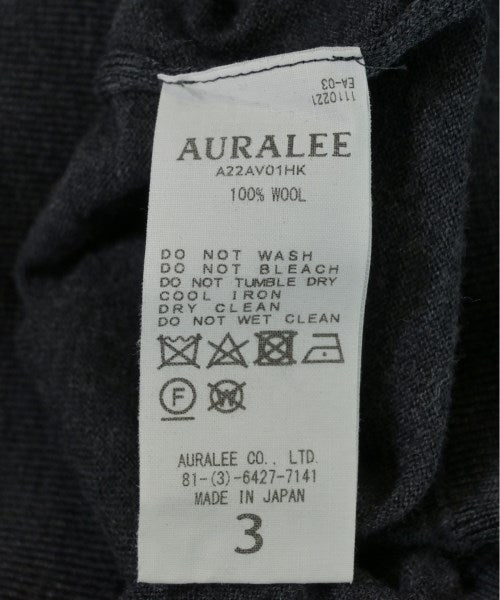 1110221
EA-03
AURALEE
A22AV01HK
100% WOOL
DO NOT WASH
DO NOT BLEACH
DO NOT TUMBLE DRY
COOL IRON
DRY CLEAN
DO NOT WET CLEAN
F W
AURALEE CO., LTD.
81-(3)-6427-7141
MADE IN JAPAN
3